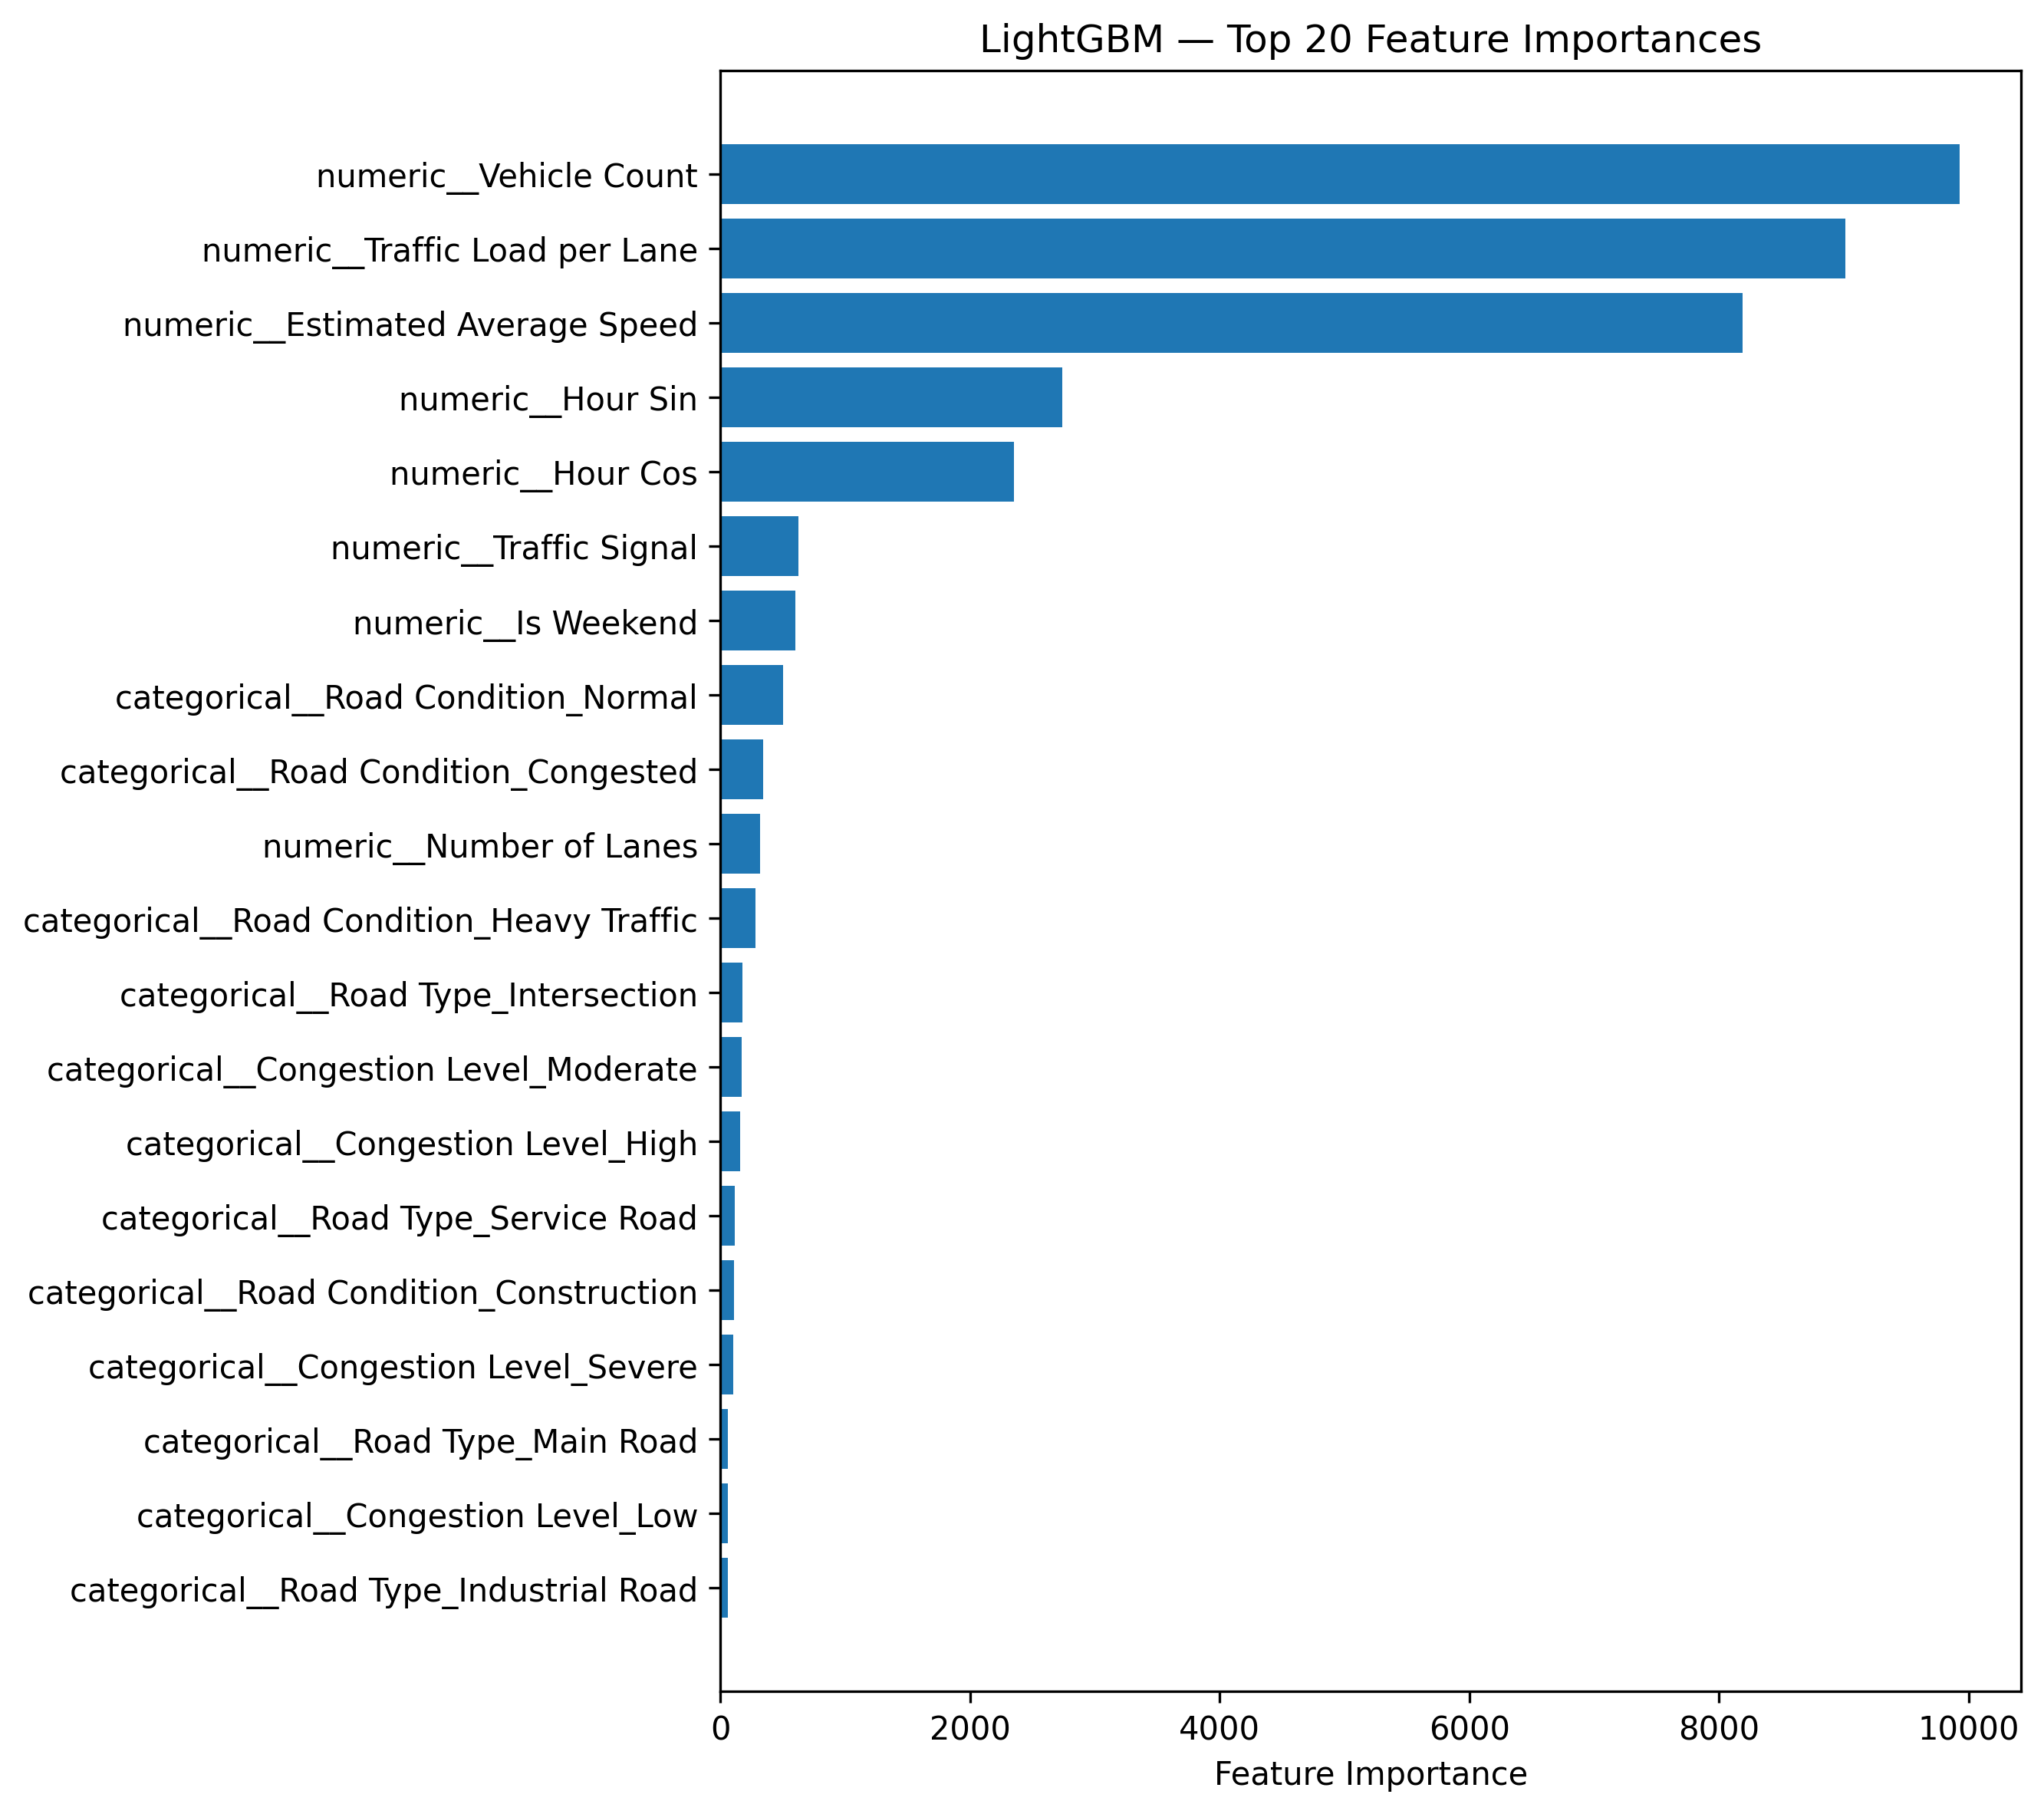 LightGBM — Top 20 Feature Importances
numeric__Vehicle Count
numeric__Traffic Load per Lane
numeric__Estimated Average Speed
numeric__Hour Sin
numeric__Hour Cos
numeric__Traffic Signal
numeric__Is Weekend
categorical__Road Condition_Normal
categorical__Road Condition_Congested
numeric__Number of Lanes
categorical__Road Condition_Heavy Traffic
categorical__Road Type_Intersection
categorical__Congestion Level_Moderate
categorical__Congestion Level_High
categorical__Road Type_Service Road
categorical__Road Condition_Construction
categorical__Congestion Level_Severe
categorical__Road Type_Main Road
categorical__Congestion Level_Low
categorical__Road Type_Industrial Road
0 2000 4000 6000 8000 10000
Feature Importance